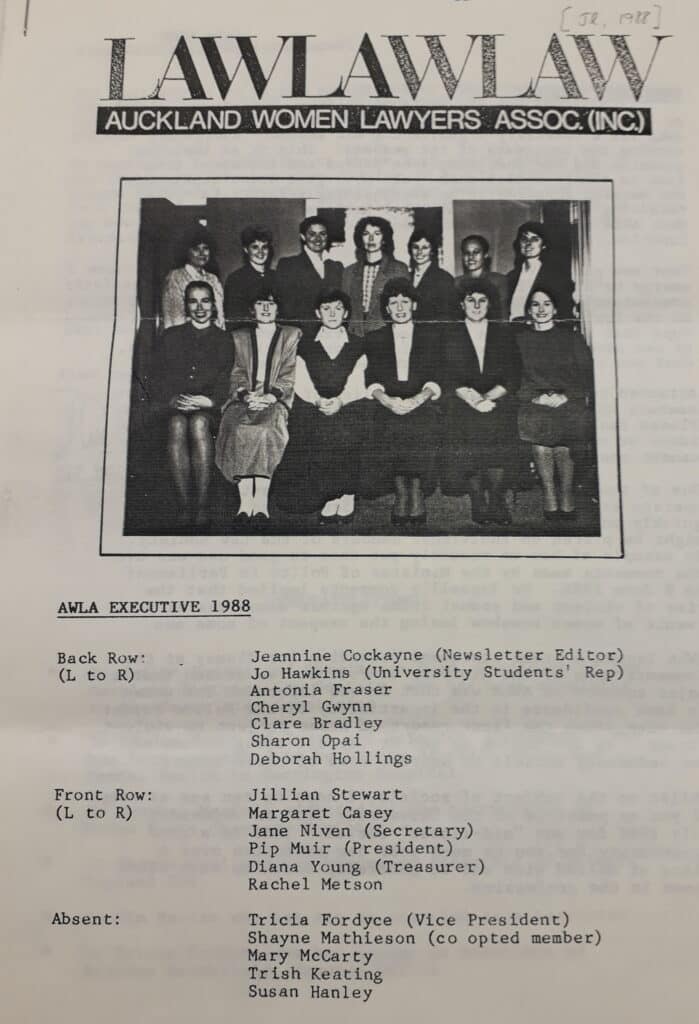 [JR, 1988]
LAWLAWLAW
AUCKLAND WOMEN LAWYERS ASSOC. (INC.)
AWLA EXECUTIVE 1988
Back Row: Jeannine Cockayne (Newsletter Editor)
(L to R) Jo Hawkins (University Students' Rep)
Antonia Fraser
Cheryl Gwynn
Clare Bradley
Sharon Opai
Deborah Hollings
Front Row: Jillian Stewart
(L to R) Margaret Casey
Jane Niven (Secretary)
Pip Muir (President)
Diana Young (Treasurer)
Rachel Metson
Absent: Tricia Fordyce (Vice President)
Shayne Mathieson (co opted member)
Mary McCarty
Trish Keating
Susan Hanley